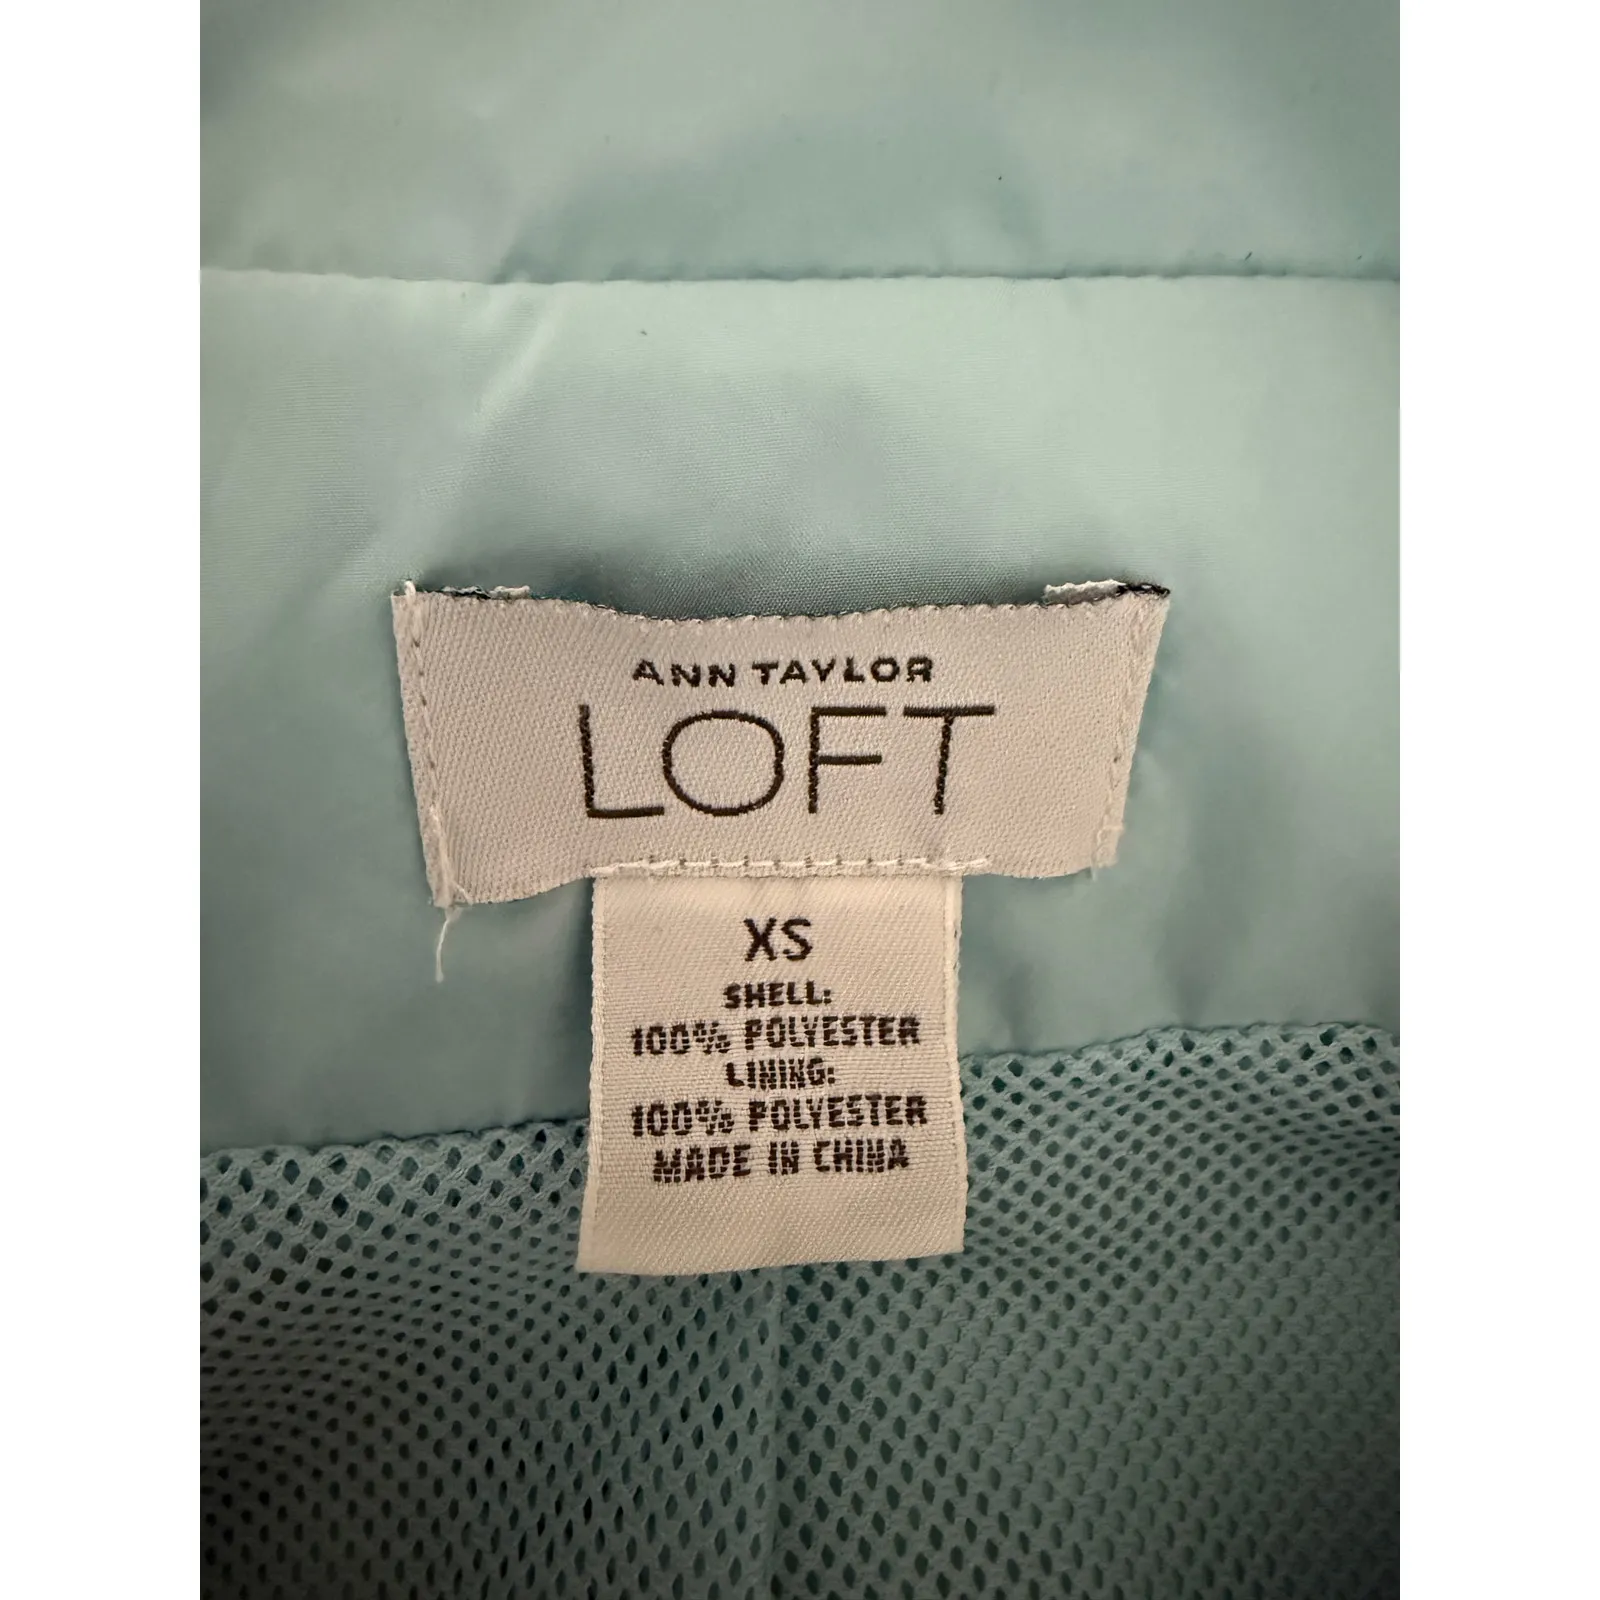 ANN TAYLOR
LOFT
XS
SHELL:
100% POLYESTER
LINING:
100% POLYESTER
MADE IN CHINA